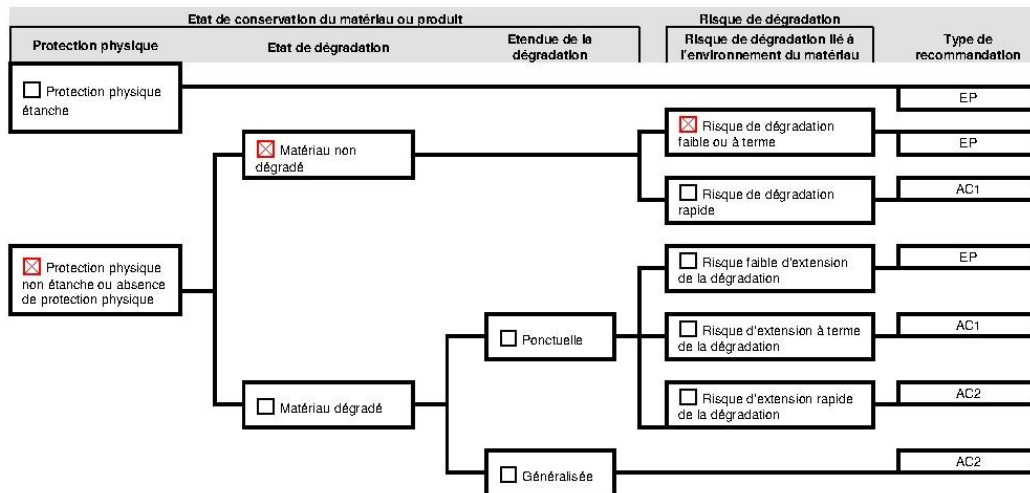 Etat de conservation du matériau ou produit
Risque de dégradation
Protection physique
Etat de dégradation
Etendue de la
dégradation
Risque de dégradation lié à
l'environnement du matériau
Type de
recommandation
Protection physique
étanche
EP
Matériau non
dégradé
Risque de dégradation
faible ou à terme
EP
Risque de dégradation
rapide
AC1
Protection physique
non étanche ou absence
de protection physique
Risque faible d'extension
de la dégradation
EP
Ponctuelle
Risque d'extension à terme
de la dégradation
AC1
Matériau dégradé
Risque d'extension rapide
de la dégradation
AC2
Généralisée
AC2